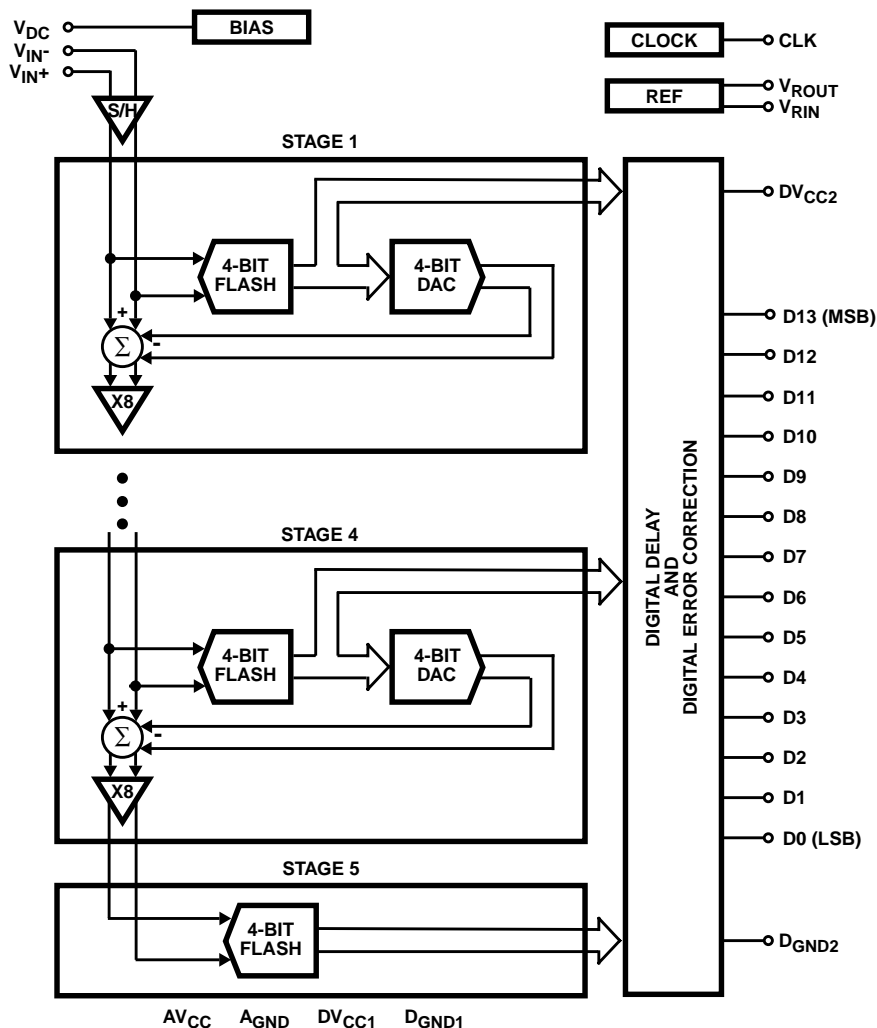 VDC
BIAS
VIN-
VIN+
S/H
CLOCK
CLK
REF
VROUT
VRIN
STAGE 1
4-BIT
FLASH
4-BIT
DAC
+
Σ
-
X8
STAGE 4
4-BIT
FLASH
4-BIT
DAC
+
Σ
-
X8
STAGE 5
4-BIT
FLASH
DIGITAL DELAY
AND
DIGITAL ERROR CORRECTION
DVCC2
D13 (MSB)
D12
D11
D10
D9
D8
D7
D6
D5
D4
D3
D2
D1
D0 (LSB)
DGND2
AVCC AGND DVCC1 DGND1